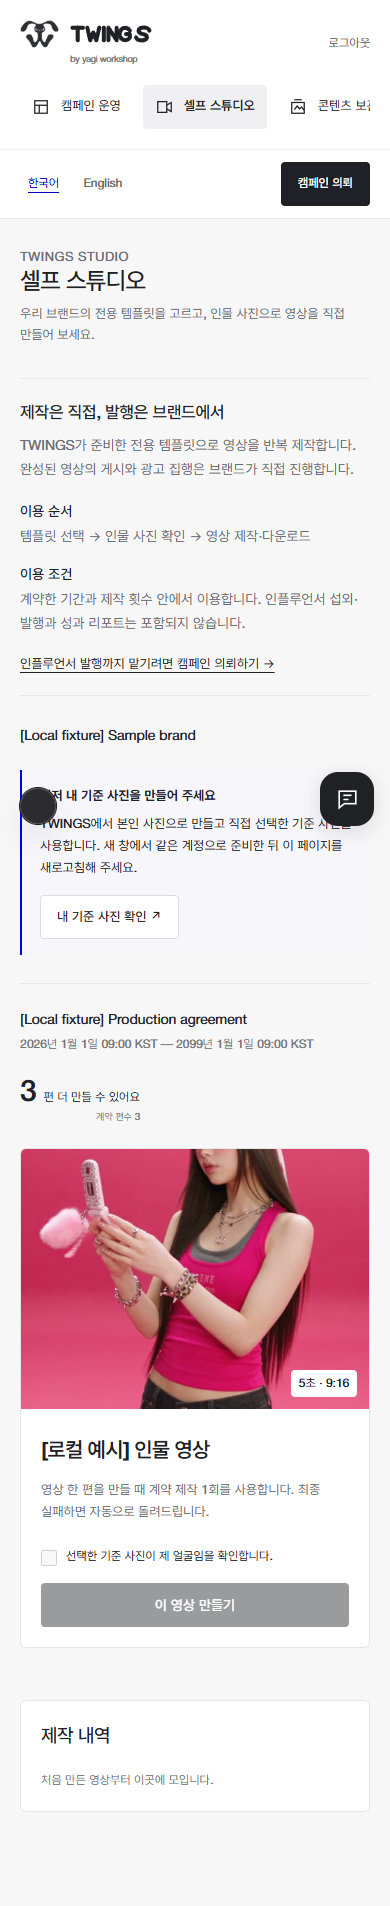 TWINGS
by yagi workshop
로그아웃
캠페인 운영
셀프 스튜디오
콘텐츠
한국어
English
캠페인 의뢰
TWINGS STUDIO
셀프 스튜디오
우리 브랜드의 전용 템플릿을 고르고, 인물 사진으로 영상을 직접
만들어 보세요.
제작은 직접, 발행은 브랜드에서
TWINGS가 준비한 전용 템플릿으로 영상을 반복 제작합니다.
완성된 영상의 게시와 광고 집행은 브랜드가 직접 진행합니다.
이용 순서
템플릿 선택 → 인물 사진 확인 → 영상 제작·다운로드
이용 조건
계약한 기간과 제작 횟수 안에서 이용합니다. 인플루언서 섭외·
발행과 성과 리포트는 포함되지 않습니다.
인플루언서 발행까지 맡기려면 캠페인 의뢰하기 →
[Local fixture] Sample brand
내 기준 사진을 만들어 주세요
TWINGS에서 본인 사진으로 만들고 직접 선택한 기준
사용합니다. 새 창에서 같은 계정으로 준비한 뒤 이 페이지를
새로고침해 주세요.
내 기준 사진 확인 ↗
[Local fixture] Production agreement
2026년 1월 1일 09:00 KST — 2099년 1월 1일 09:00 KST
3 편 더 만들 수 있어요
계약 편수 3
5초 · 9:16
[로컬 예시] 인물 영상
영상 한 편을 만들 때 계약 제작 1회를 사용합니다. 최종
실패하면 자동으로 돌려드립니다.
선택한 기준 사진이 제 얼굴임을 확인합니다.
이 영상 만들기
제작 내역
처음 만든 영상부터 이곳에 모입니다.